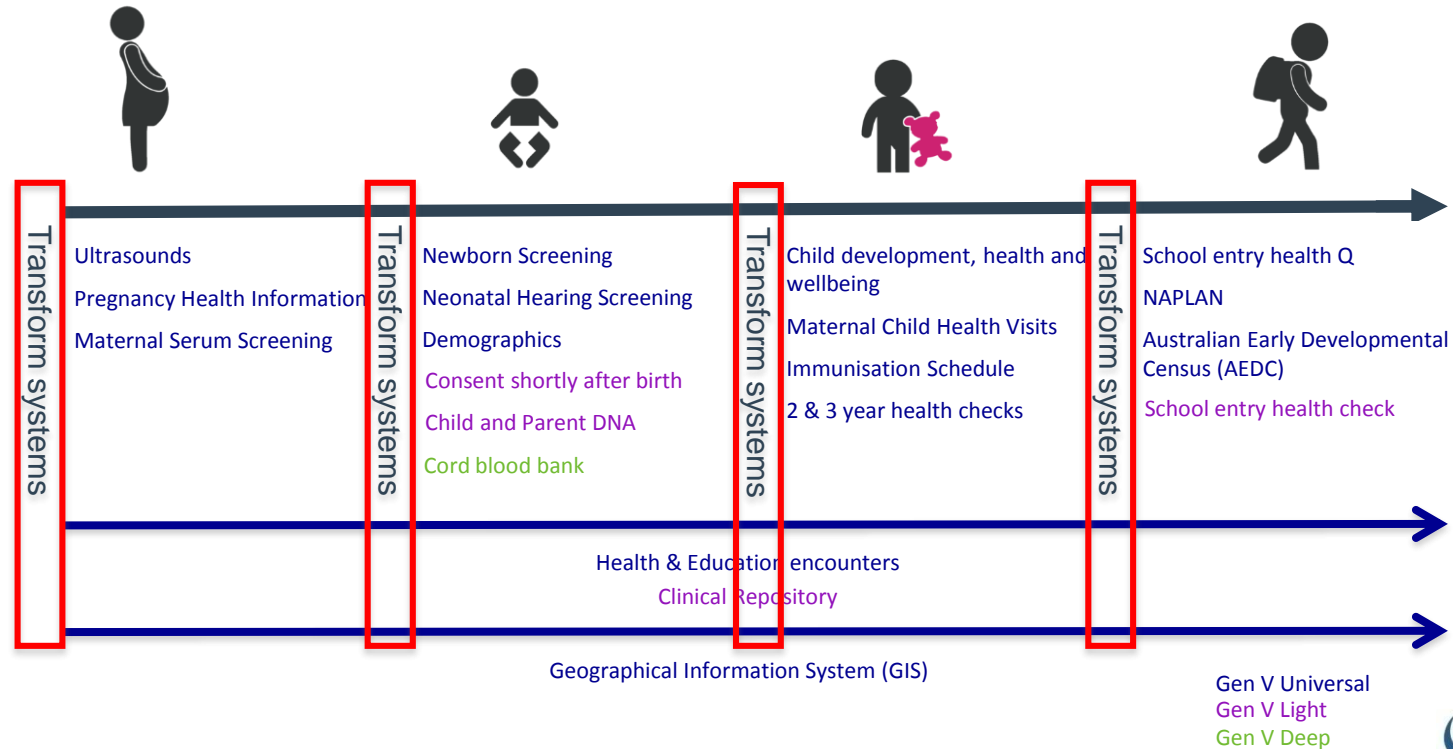 Transform systems
Ultrasounds
Pregnancy Health Information
Maternal Serum Screening
Transform systems
Newborn Screening
Neonatal Hearing Screening
Demographics
Consent shortly after birth
Child and Parent DNA
Cord blood bank
Transform systems
Child development, health and
wellbeing
Maternal Child Health Visits
Immunisation Schedule
2 & 3 year health checks
Transform systems
School entry health Q
NAPLAN
Australian Early Developmental
Census (AEDC)
School entry health check
Health & Education encounters
Clinical Repository
Geographical Information System (GIS)
Gen V Universal
Gen V Light
Gen V Deep